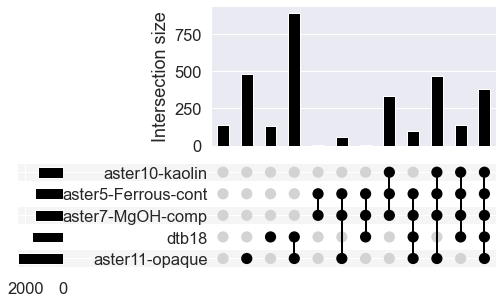 Intersection size
750
500
250
0
aster10-kaolin
aster5-Ferrous-cont
aster7-MgOH-comp
dtb18
aster11-opaque
2000 0